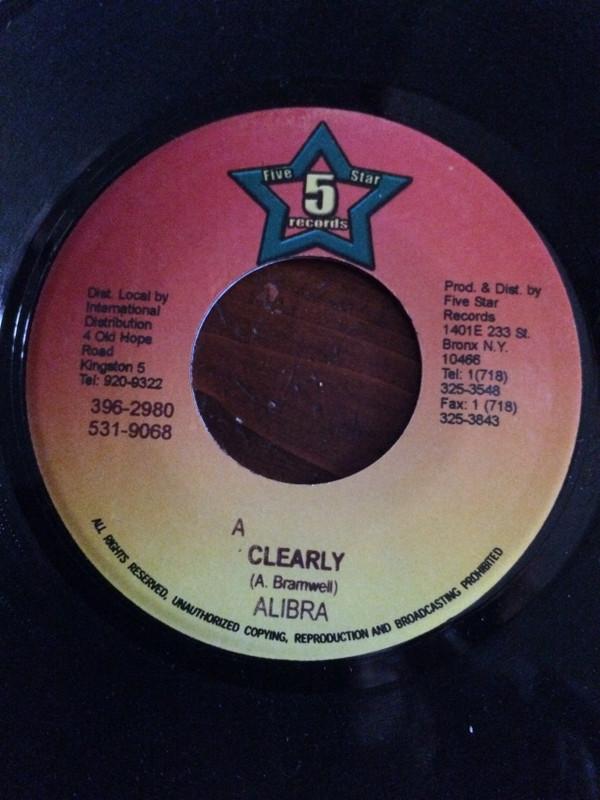 Five Star
5
records
Dist. Local by
International
Distribution
4 Old Hope
Road
Kingston 5
Tel: 920-9322
396-2980
531-9068
Prod. & Dist. by
Five Star
Records
1401E 233 St.
Bronx N.Y.
10466
Tel: 1(718)
325-3548
Fax: 1 (718)
325-3843
A
CLEARLY
(A. Bramwell)
ALIBRA
ALL RIGHTS RESERVED, UNAUTHORIZED COPYING, REPRODUCTION AND BROADCASTING PROHIBITED